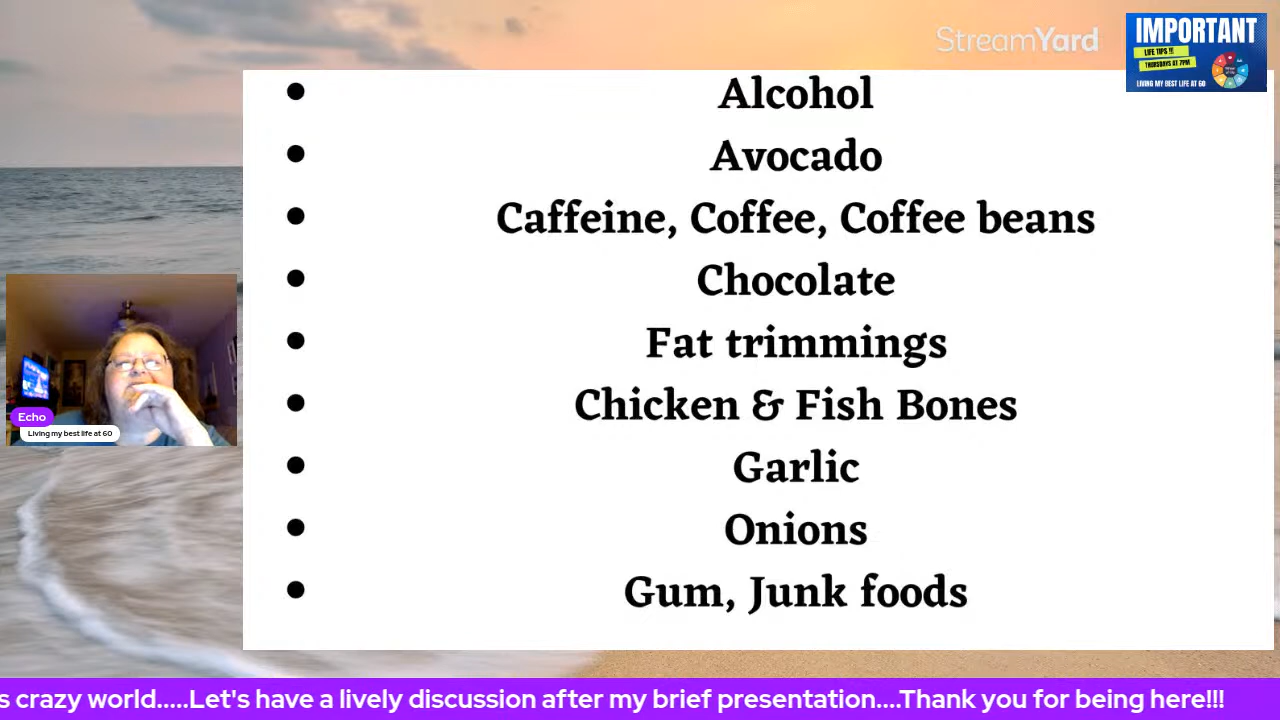 StreamYard
IMPORTANT
LIFE TIPS !!!
THURSDAYS AT 7PM
LIVING MY BEST LIFE AT 60
Alcohol
Avocado
Caffeine, Coffee, Coffee beans
Chocolate
Fat trimmings
Chicken & Fish Bones
Garlic
Onions
Gum, Junk foods
Echo
Living my best life at 60
s crazy world.....Let's have a lively discussion after my brief presentation....Thank you for being here!!!